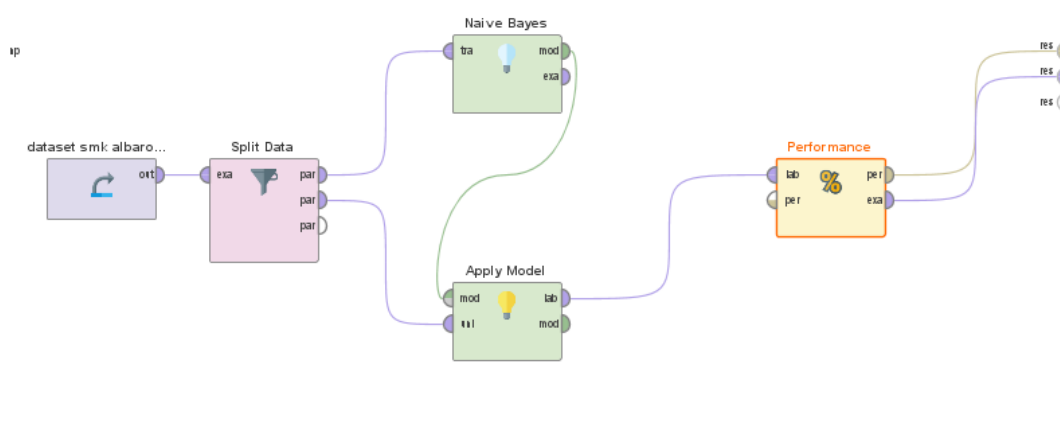 Naive Bayes
tra mod
exa
res
res
res
dataset smk albaro...
out
Split Data
exa par
par
par
Performance
lab per
per exa
Apply Model
mod lab
unl mod